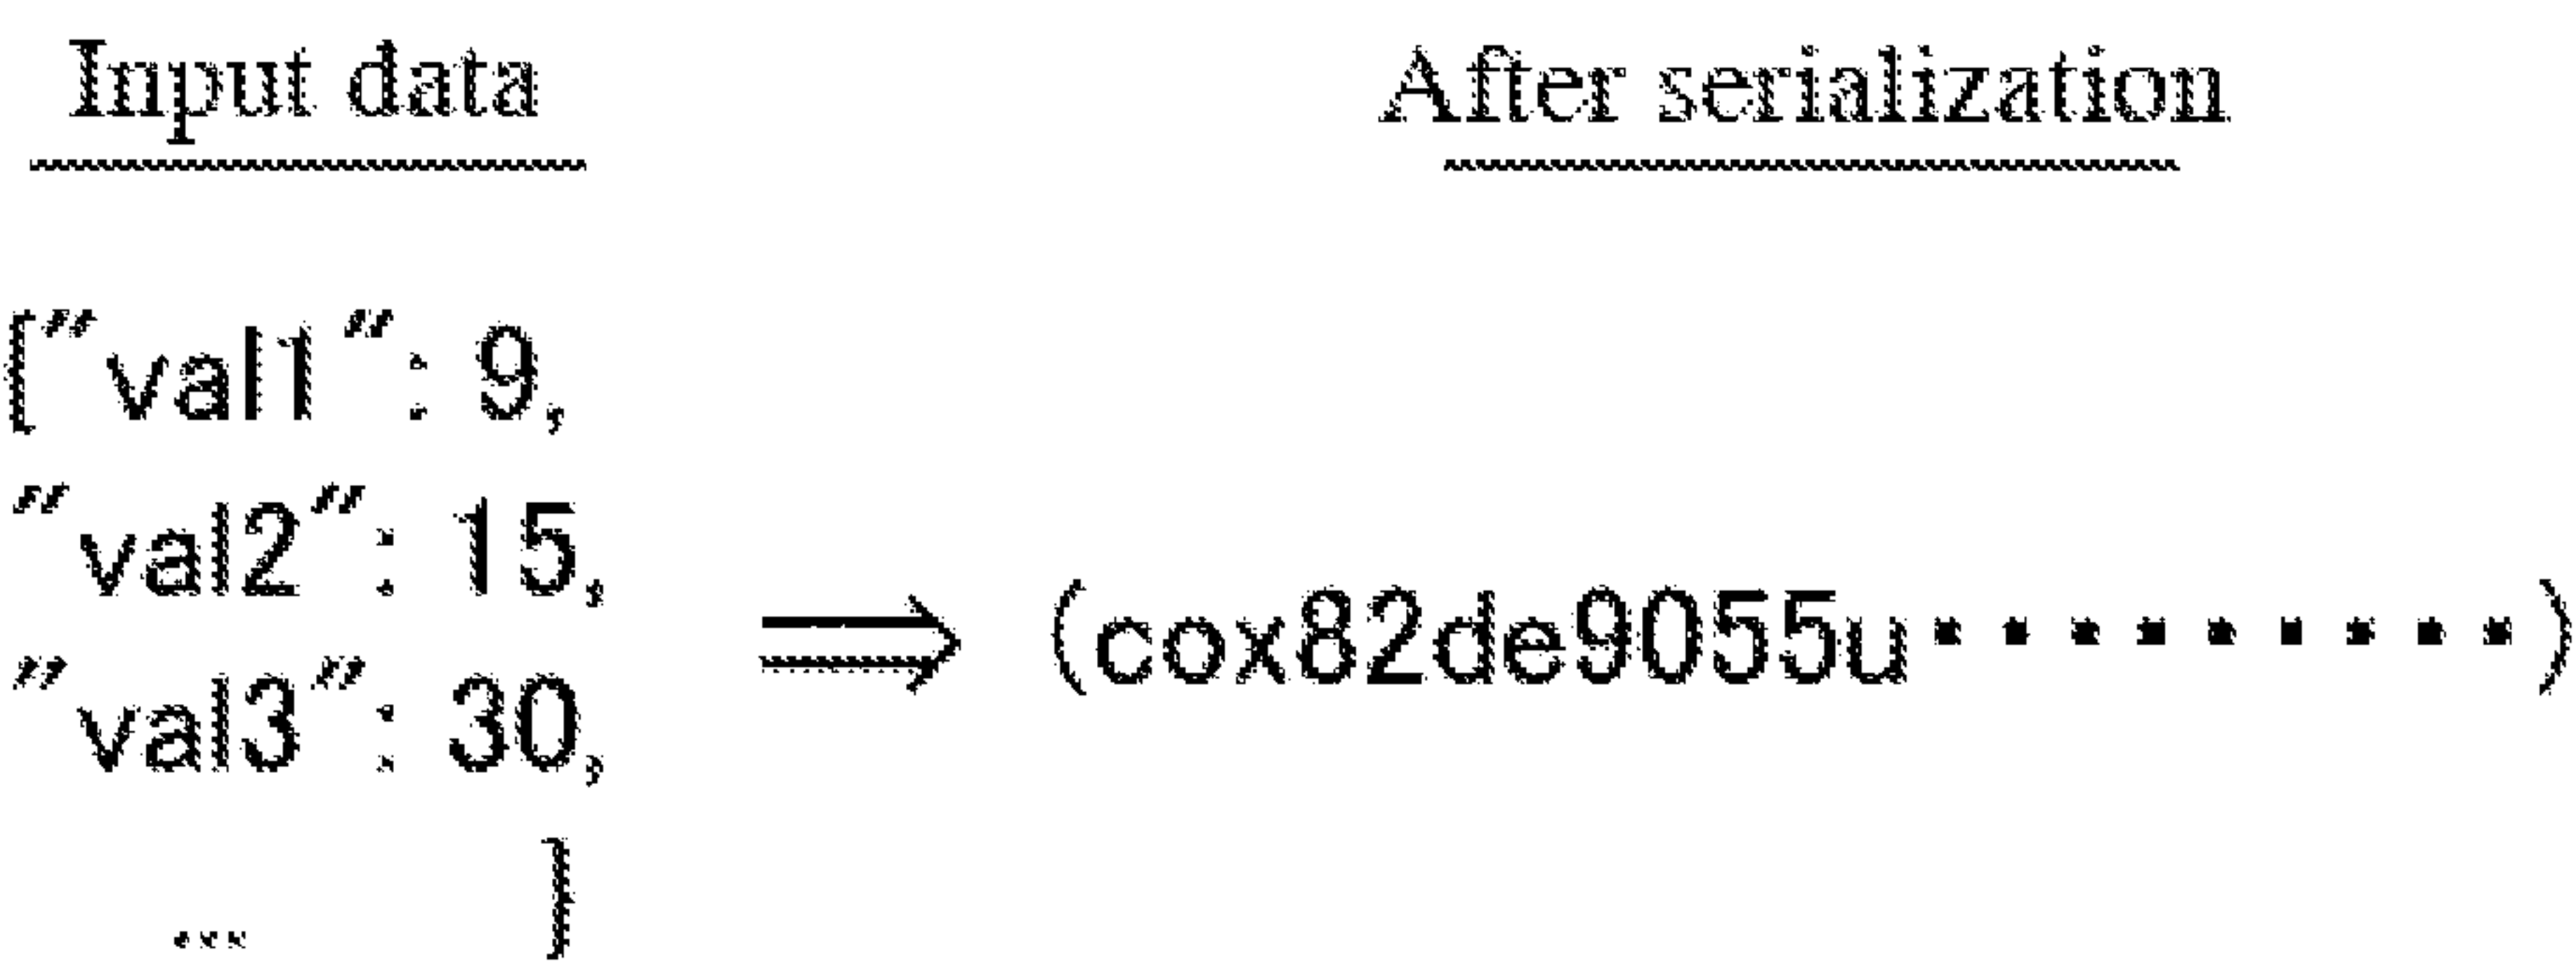 Input data
After serialization
["val1": 9,
"val2": 15,
"val3": 30,
... ]
⇒ (cox82de9055u·········)